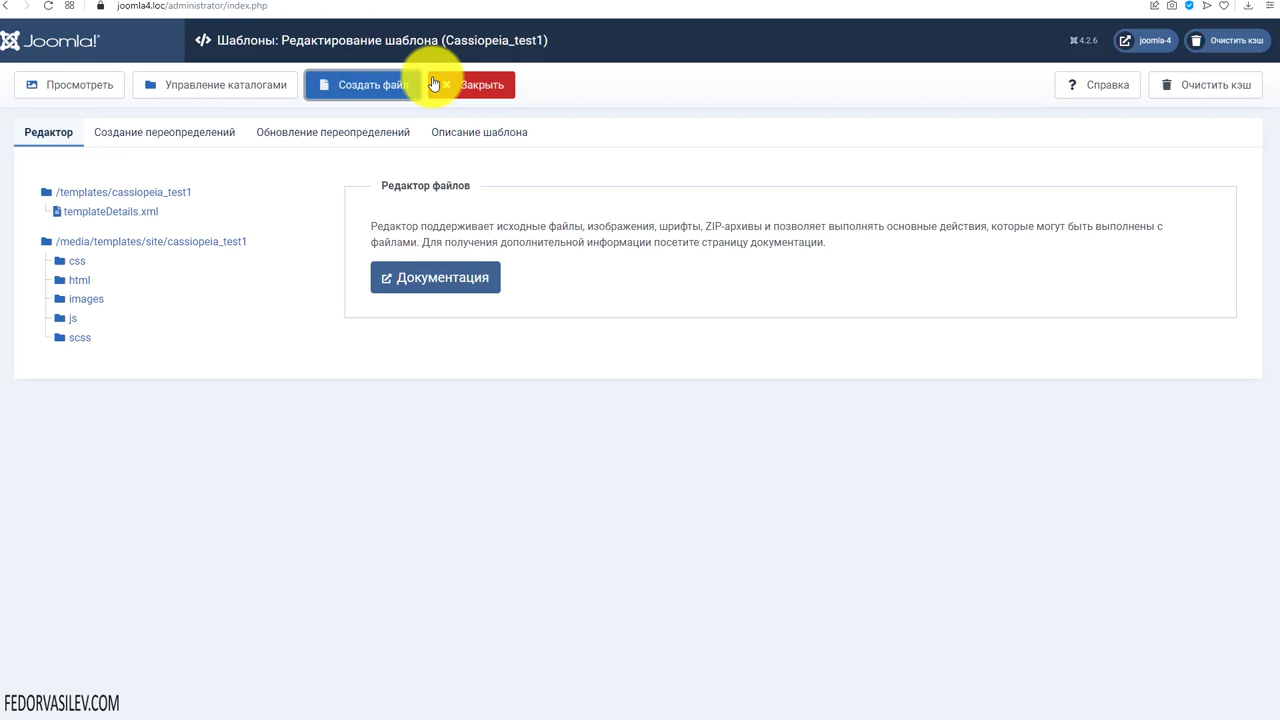 joomla4.loc/administrator/index.php
Joomla!
Шаблоны: Редактирование шаблона (Cassiopeia_test1)
4.2.6
joomla-4
Очистить кэш
Просмотреть
Управление каталогами
Создать файл
Закрыть
Справка
Очистить кэш
Редактор
Создание переопределений
Обновление переопределений
Описание шаблона
/templates/cassiopeia_test1
templateDetails.xml
/media/templates/site/cassiopeia_test1
css
html
images
js
scss
Редактор файлов
Редактор поддерживает исходные файлы, изображения, шрифты, ZIP-архивы и позволяет выполнять основные действия, которые могут быть выполнены с
файлами. Для получения дополнительной информации посетите страницу документации.
Документация
FEDORVASILEV.COM